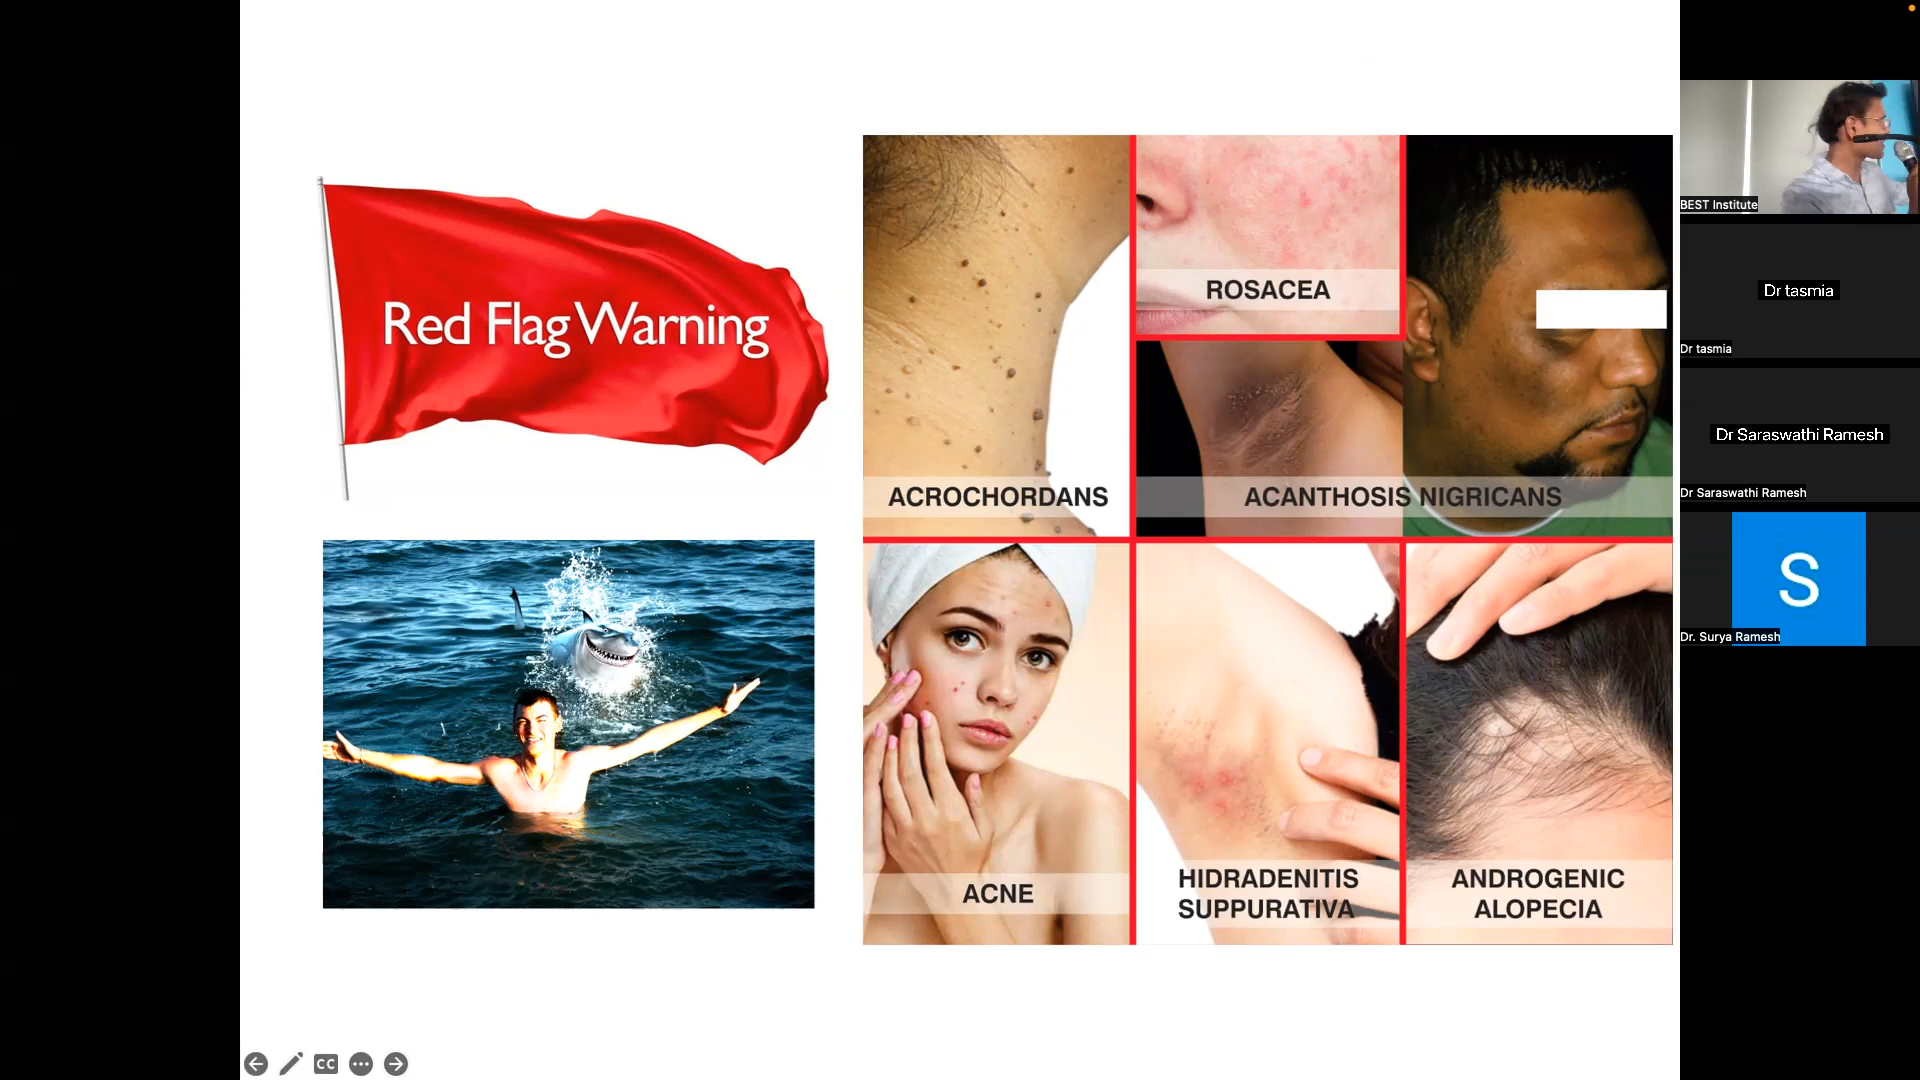 Red Flag Warning
ROSACEA
ACROCHORDANS
ACANTHOSIS NIGRICANS
ACNE
HIDRADENITIS
SUPPURATIVA
ANDROGENIC
ALOPECIA
BEST Institute
Dr tasmia
Dr tasmia
Dr Saraswathi Ramesh
Dr Saraswathi Ramesh
S
Dr. Surya Ramesh
CC